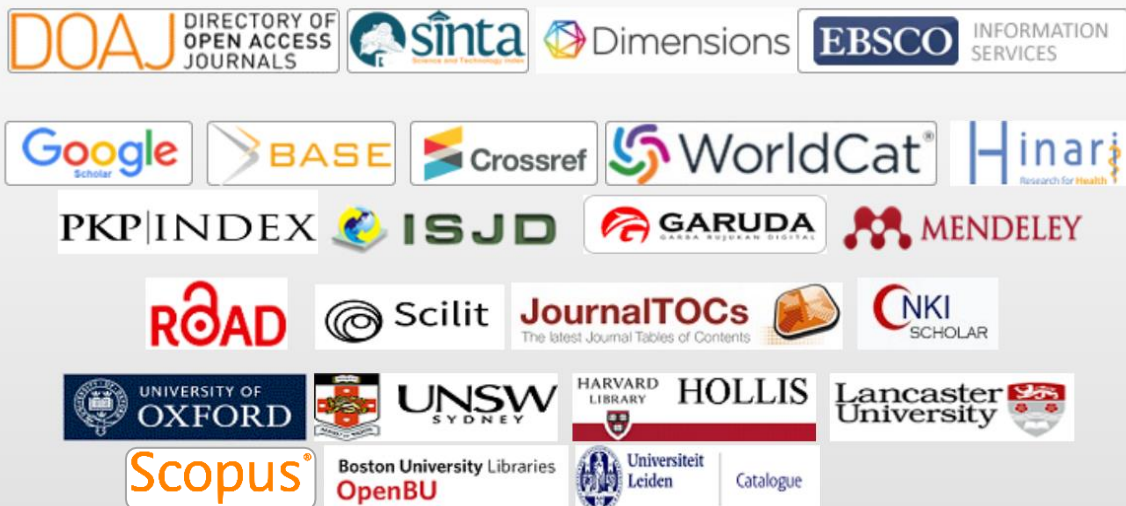 DOAJ DIRECTORY OF OPEN ACCESS JOURNALS
sinta
Science and Technology Index
Dimensions
EBSCO INFORMATION SERVICES
Google
Scholar
BASE
Crossref
WorldCat®
Hinari
Research for Health
PKP|INDEX
ISJD
GARUDA
GARBA RUJUKAN DIGITAL
MENDELEY
ROAD
Scilit
JournalTOCs
The latest Journal Tables of Contents
CNKI
SCHOLAR
UNIVERSITY OF
OXFORD
UNSW
SYDNEY
HARVARD
LIBRARY
HOLLIS
Lancaster
University
Scopus®
Boston University Libraries
OpenBU
Universiteit
Leiden
Catalogue